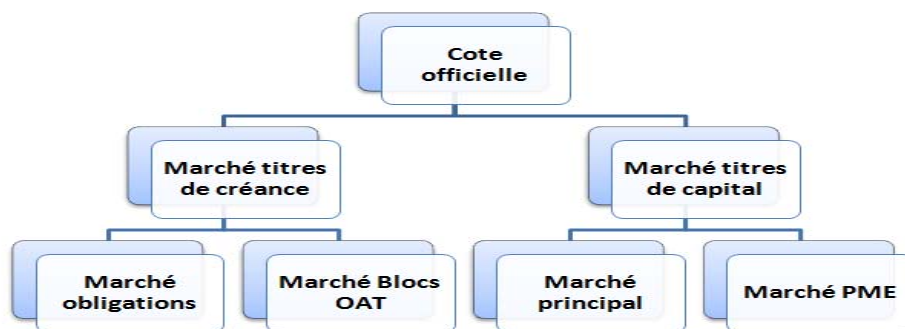 Cote
officielle
Marché titres
de créance
Marché titres
de capital
Marché
obligations
Marché Blocs
OAT
Marché
principal
Marché PME